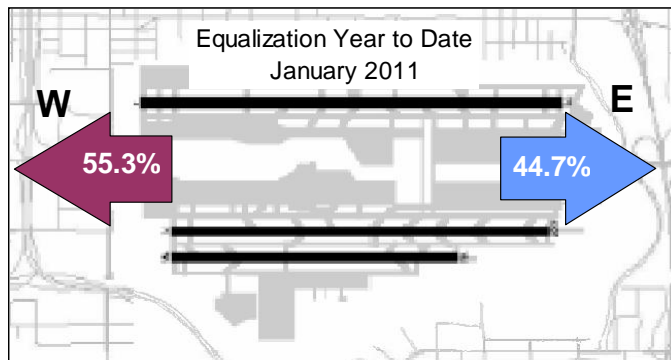 Equalization Year to Date
January 2011
W
E
55.3%
44.7%